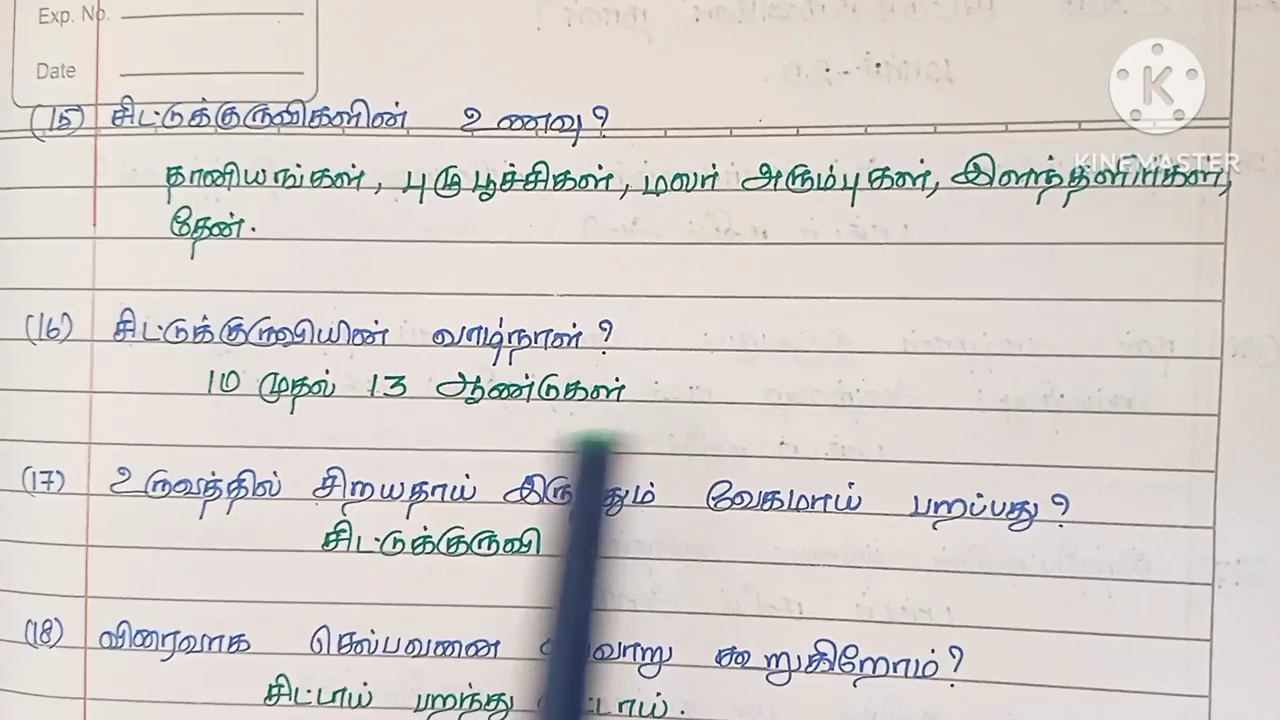 Exp. No.
Date
KINEMASTER
(15) சிட்டுக்குருவிகளின் உணவு?
தானியங்கள், புழுபூச்சிகள், மலர் அரும்புகள், இளந்தளிர்கள்,
தேன்.
(16) சிட்டுக்குருவியின் வாழ்நாள்?
10 முதல் 13 ஆண்டுகள்
(17) உருவத்தில் சிறியதாய் வேகமாய் பறப்பது?
சிட்டுக்குருவி
(18) விரைவாக செல்பவனை கூறுகிறோம்?
சிட்டாய் பறந்து